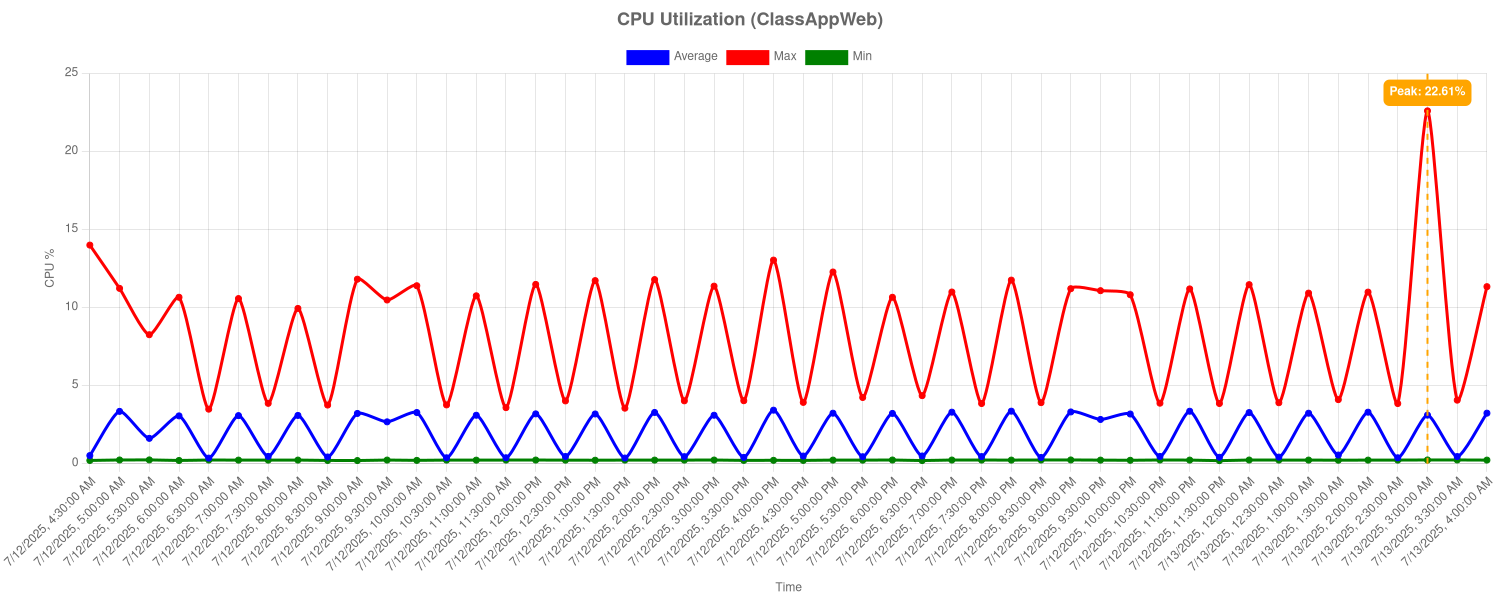 CPU Utilization (ClassAppWeb)
Average Max Min
Peak: 22.61%
25
20
15
10
5
0
CPU %
7/12/2025, 4:30:00 AM
7/12/2025, 5:00:00 AM
7/12/2025, 5:30:00 AM
7/12/2025, 6:00:00 AM
7/12/2025, 6:30:00 AM
7/12/2025, 7:00:00 AM
7/12/2025, 7:30:00 AM
7/12/2025, 8:00:00 AM
7/12/2025, 8:30:00 AM
7/12/2025, 9:00:00 AM
7/12/2025, 9:30:00 AM
7/12/2025, 10:00:00 AM
7/12/2025, 10:30:00 AM
7/12/2025, 11:00:00 AM
7/12/2025, 11:30:00 AM
7/12/2025, 12:00:00 PM
7/12/2025, 12:30:00 PM
7/12/2025, 1:00:00 PM
7/12/2025, 1:30:00 PM
7/12/2025, 2:00:00 PM
7/12/2025, 2:30:00 PM
7/12/2025, 3:00:00 PM
7/12/2025, 3:30:00 PM
7/12/2025, 4:00:00 PM
7/12/2025, 4:30:00 PM
7/12/2025, 5:00:00 PM
7/12/2025, 5:30:00 PM
7/12/2025, 6:00:00 PM
7/12/2025, 6:30:00 PM
7/12/2025, 7:00:00 PM
7/12/2025, 7:30:00 PM
7/12/2025, 8:00:00 PM
7/12/2025, 8:30:00 PM
7/12/2025, 9:00:00 PM
7/12/2025, 9:30:00 PM
7/12/2025, 10:00:00 PM
7/12/2025, 10:30:00 PM
7/12/2025, 11:00:00 PM
7/12/2025, 11:30:00 PM
7/13/2025, 12:00:00 AM
7/13/2025, 12:30:00 AM
7/13/2025, 1:00:00 AM
7/13/2025, 1:30:00 AM
7/13/2025, 2:00:00 AM
7/13/2025, 2:30:00 AM
7/13/2025, 3:00:00 AM
7/13/2025, 3:30:00 AM
7/13/2025, 4:00:00 AM
Time